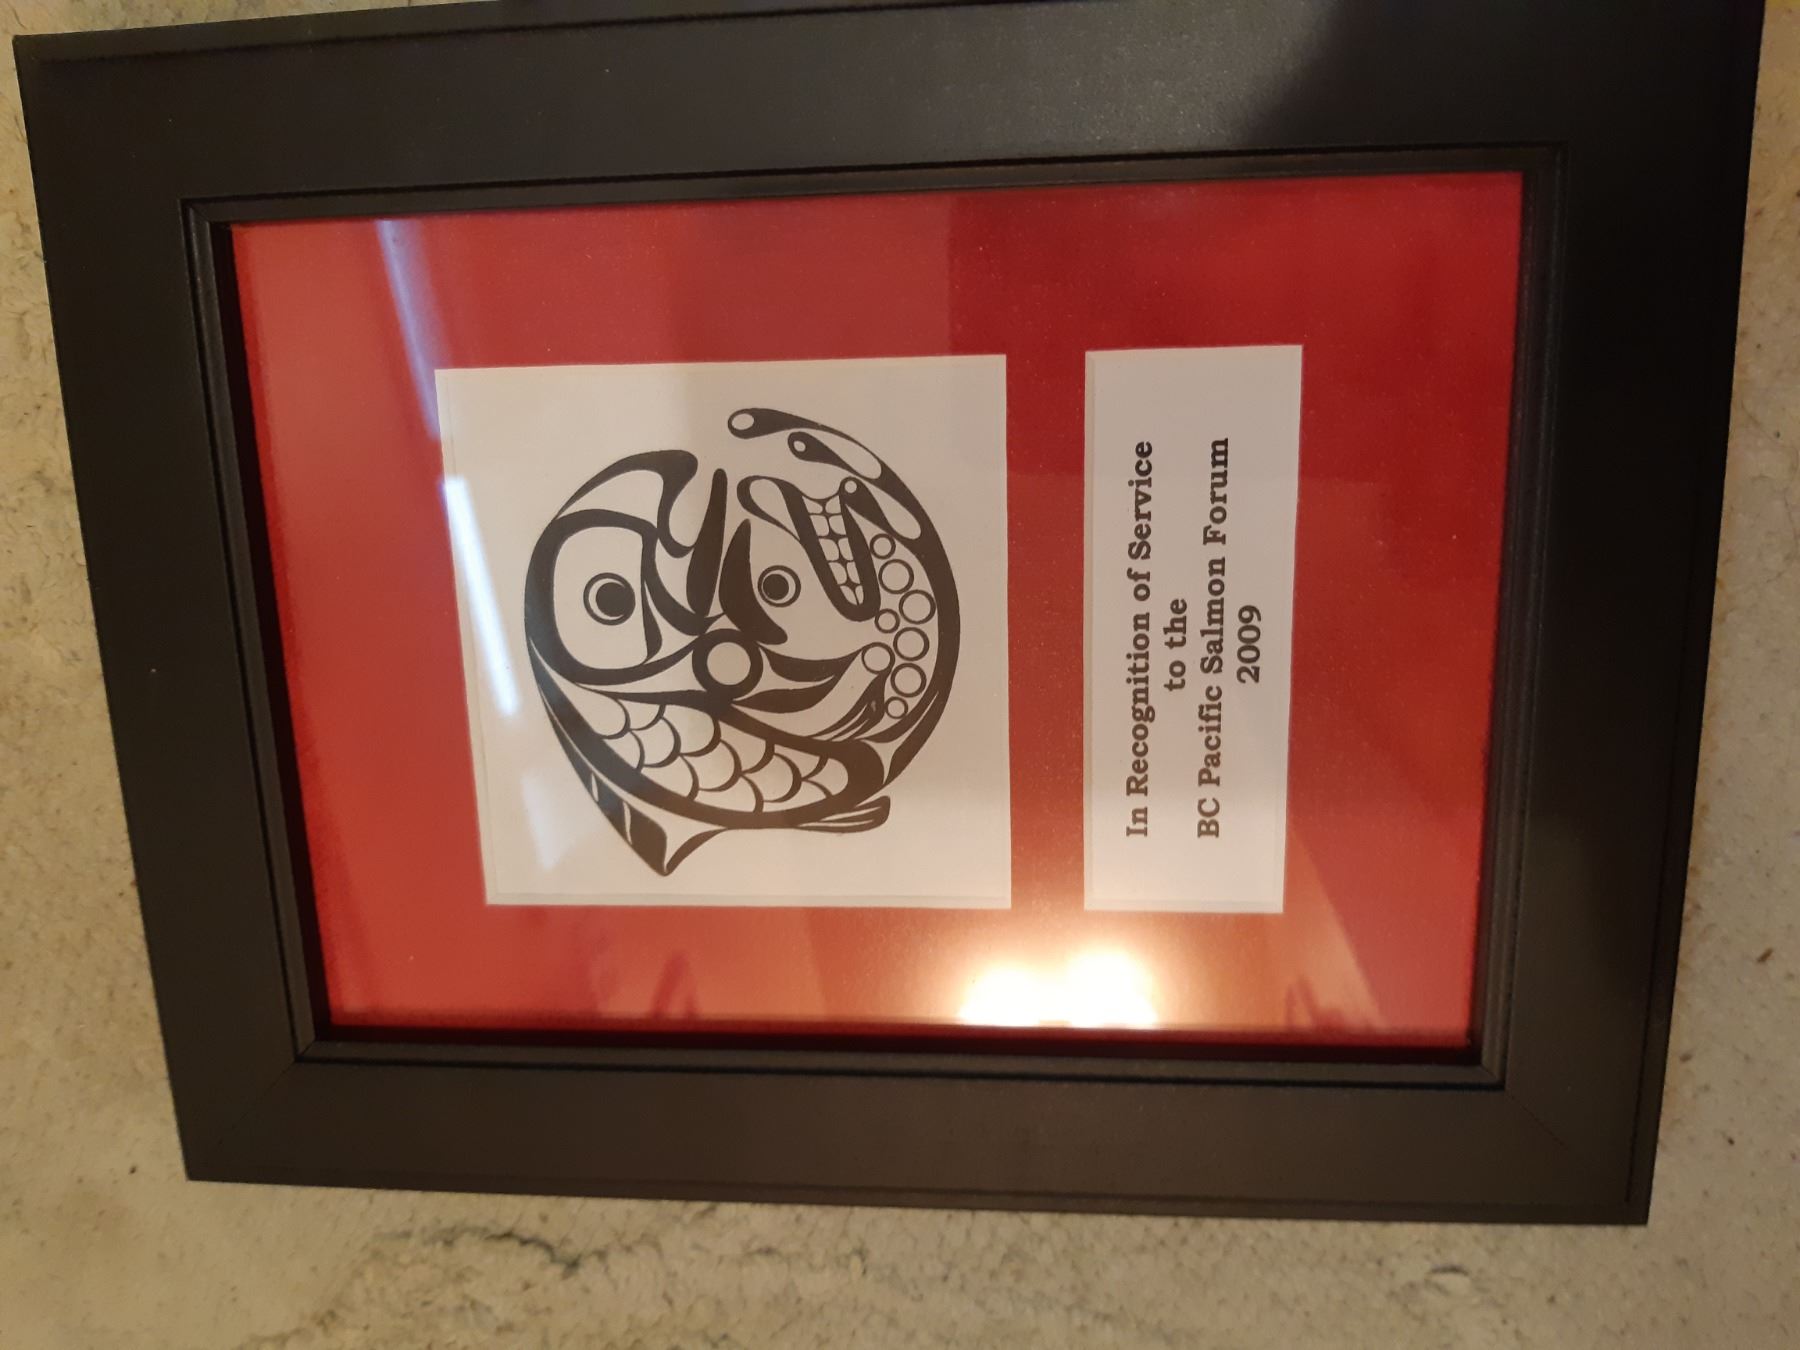 In Recognition of Service
to the
BC Pacific Salmon Forum
2009